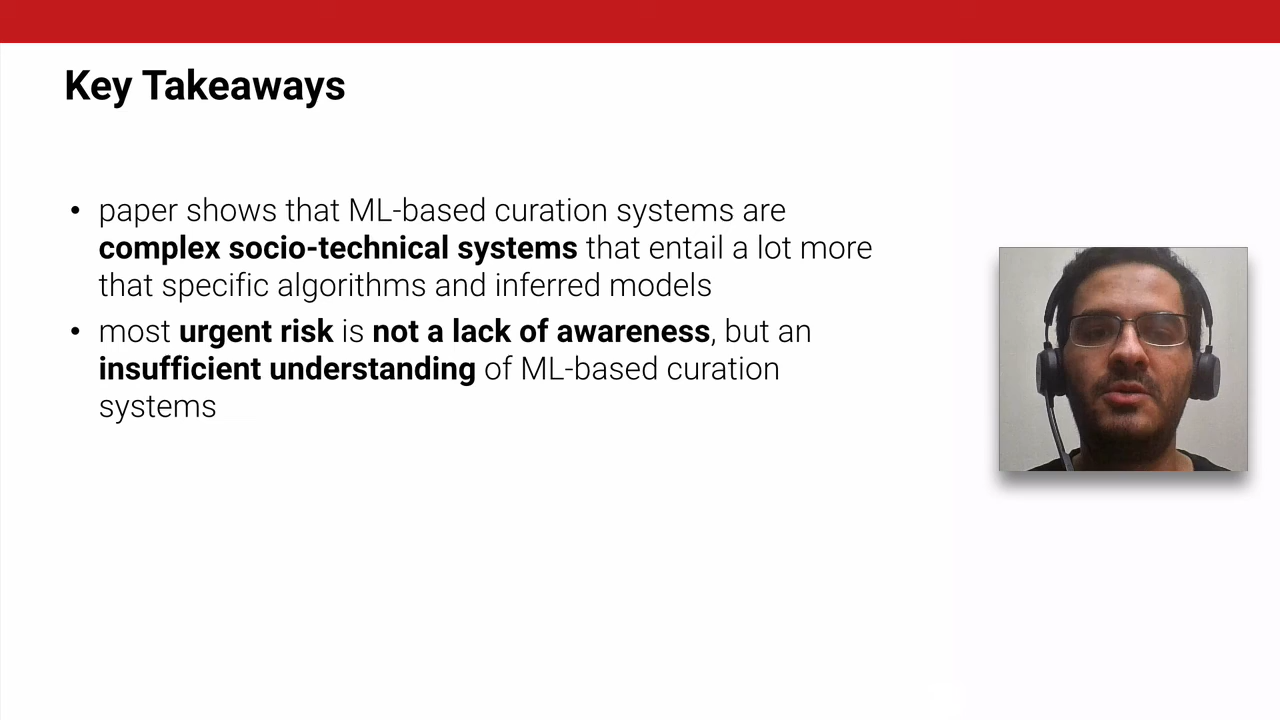 Key Takeaways
• paper shows that ML-based curation systems are
complex socio-technical systems that entail a lot more
that specific algorithms and inferred models
• most urgent risk is not a lack of awareness, but an
insufficient understanding of ML-based curation
systems